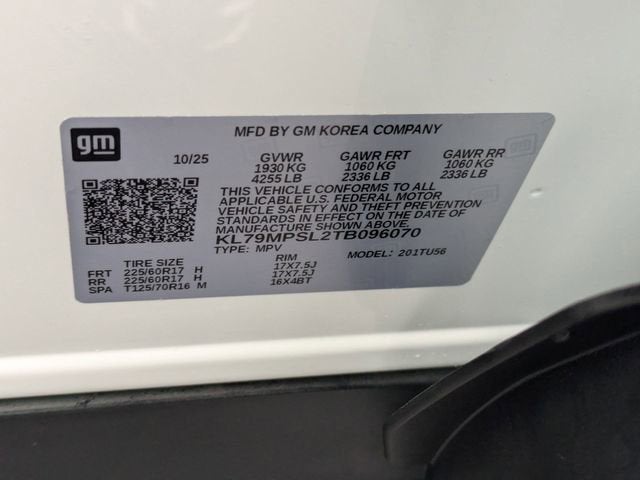 gm
MFD BY GM KOREA COMPANY
10/25 GVWR GAWR FRT GAWR RR
1930 KG 1060 KG 1060 KG
4255 LB 2336 LB 2336 LB
THIS VEHICLE CONFORMS TO ALL
APPLICABLE U.S. FEDERAL MOTOR
VEHICLE SAFETY AND THEFT PREVENTION
STANDARDS IN EFFECT ON THE DATE OF
MANUFACTURE SHOWN ABOVE.
KL79MPSL2TB096070
TYPE: MPV 201TU56
TIRE SIZE RIM
FRT 225/60R17 H 17X7.5J
RR 225/60R17 H 17X7.5J
SPA T125/70R16 M 16X4BT